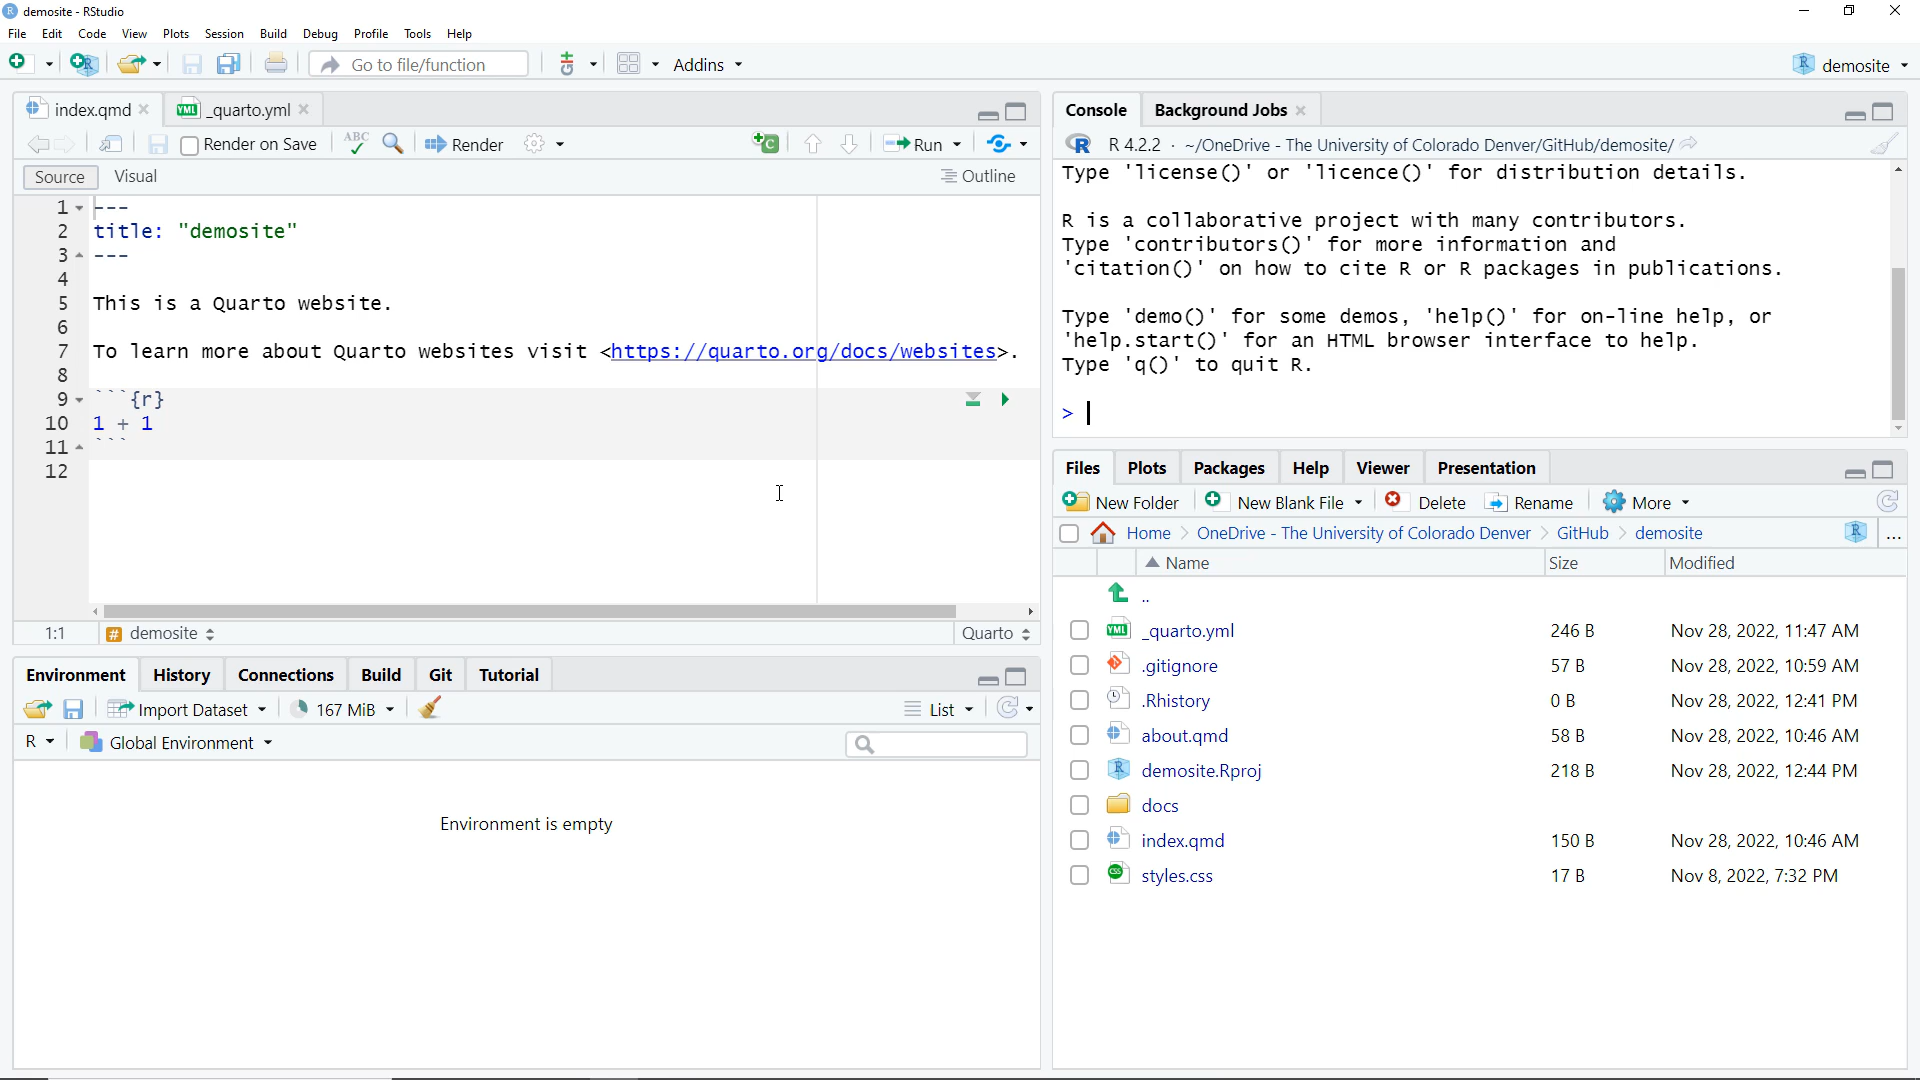 demosite - RStudio
File Edit Code View Plots Session Build Debug Profile Tools Help
Go to file/function Addins demosite
index.qmd _quarto.yml
Render on Save ABC Render Run
Source Visual Outline
1 ---
2 title: "demosite"
3 ---
4
5 This is a Quarto website.
6
7 To learn more about Quarto websites visit <https://quarto.org/docs/websites>.
8
9 ```{r}
10 1 + 1
11 ```
12
1:1 # demosite Quarto
Console Background Jobs
R R 4.2.2 · ~/OneDrive - The University of Colorado Denver/GitHub/demosite/
Type 'license()' or 'licence()' for distribution details.
R is a collaborative project with many contributors.
Type 'contributors()' for more information and
'citation()' on how to cite R or R packages in publications.
Type 'demo()' for some demos, 'help()' for on-line help, or
'help.start()' for an HTML browser interface to help.
Type 'q()' to quit R.
>
Environment History Connections Build Git Tutorial
Import Dataset 167 MiB List
R Global Environment
Environment is empty
Files Plots Packages Help Viewer Presentation
New Folder New Blank File Delete Rename More
Home OneDrive - The University of Colorado Denver GitHub demosite ...
Name Size Modified
..
YML _quarto.yml 246 B Nov 28, 2022, 11:47 AM
.gitignore 57 B Nov 28, 2022, 10:59 AM
.Rhistory 0 B Nov 28, 2022, 12:41 PM
about.qmd 58 B Nov 28, 2022, 10:46 AM
demosite.Rproj 218 B Nov 28, 2022, 12:44 PM
docs
index.qmd 150 B Nov 28, 2022, 10:46 AM
styles.css 17 B Nov 8, 2022, 7:32 PM